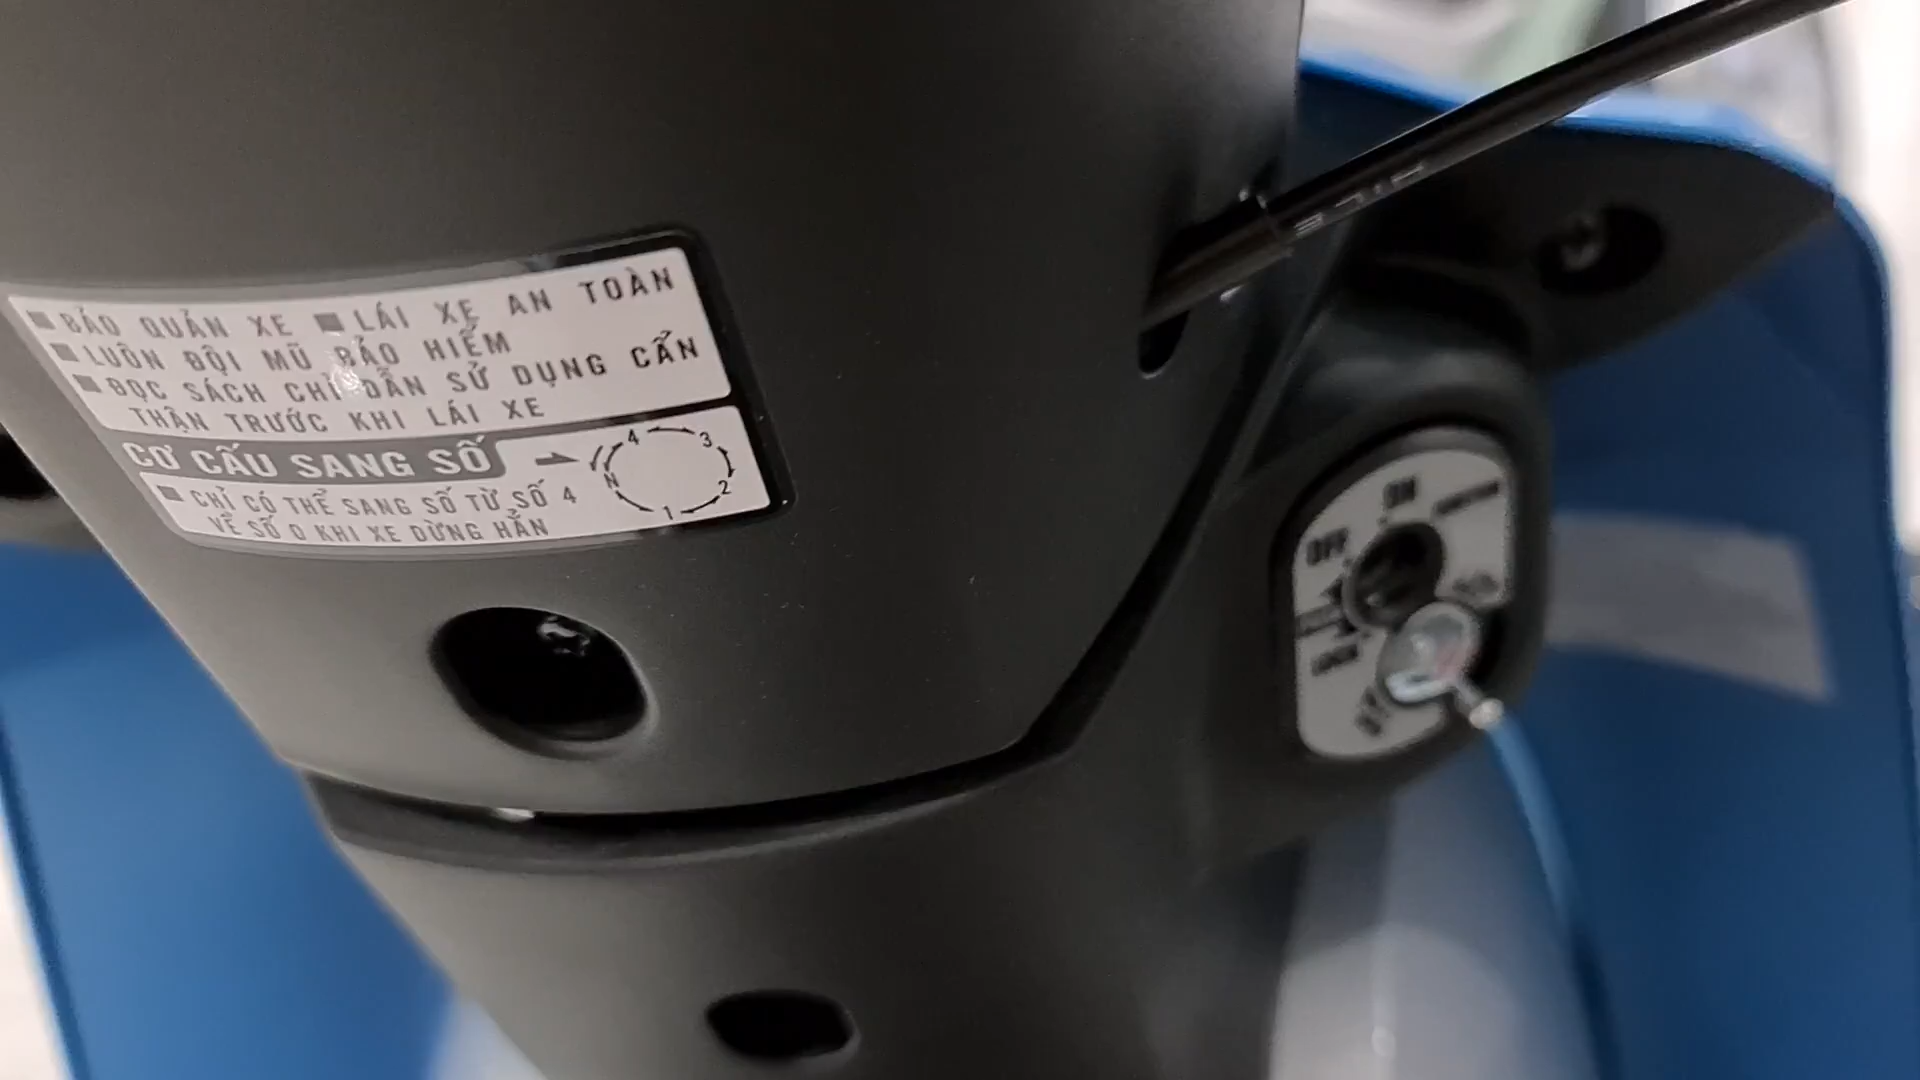 ■ BẢO QUẢN XE ■ LÁI XE AN TOÀN
■ LUÔN ĐỘI MŨ BẢO HIỂM
■ ĐỌC SÁCH CHỈ DẪN SỬ DỤNG CẨN
THẬN TRƯỚC KHI LÁI XE
CƠ CẤU SANG SỐ
N 4 3 2 1
■ CHỈ CÓ THỂ SANG SỐ TỪ SỐ 4
VỀ SỐ 0 KHI XE DỪNG HẲN
ON
OFF